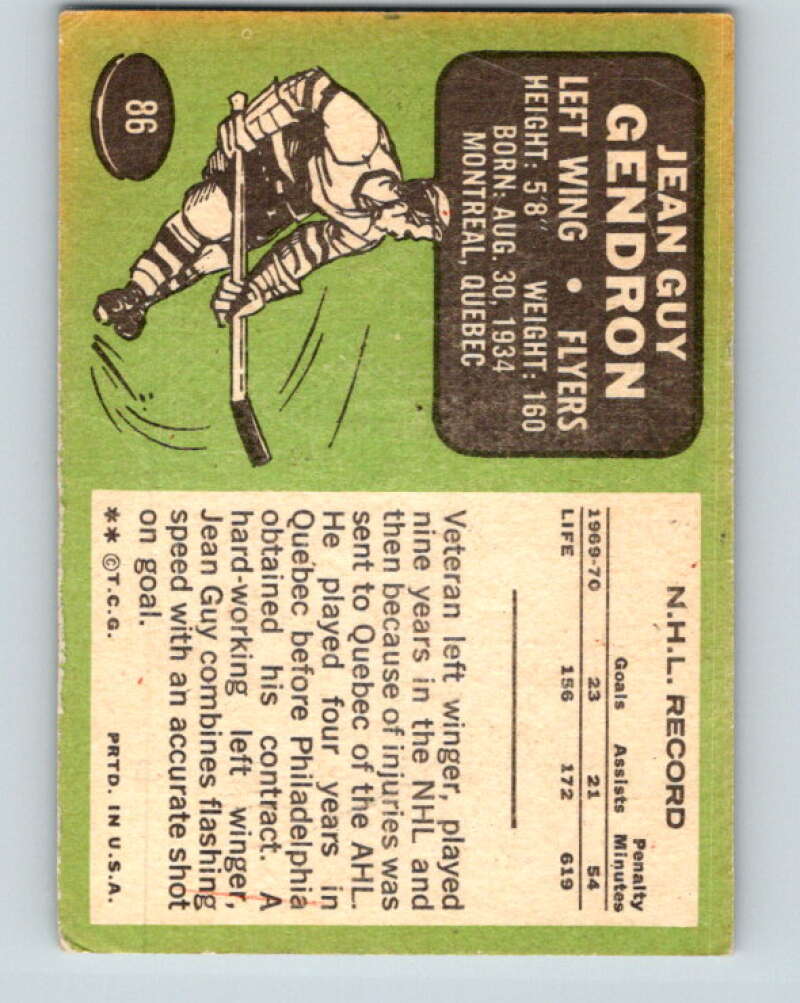 86
JEAN GUY
GENDRON
LEFT WING • FLYERS
HEIGHT: 5'8" WEIGHT: 160
BORN: AUG. 30, 1934
MONTREAL, QUEBEC
N.H.L. RECORD
Penalty
Goals Assists Minutes
1969-70 23 21 54
LIFE 156 172 619
Veteran left winger, played
nine years in the NHL and
then because of injuries was
sent to Quebec of the AHL.
He played four years in
Quebec before Philadelphia
obtained his contract. A
hard-working left winger,
Jean Guy combines flashing
speed with an accurate shot
on goal.
** ©T.C.G. PRTD. IN U.S.A.